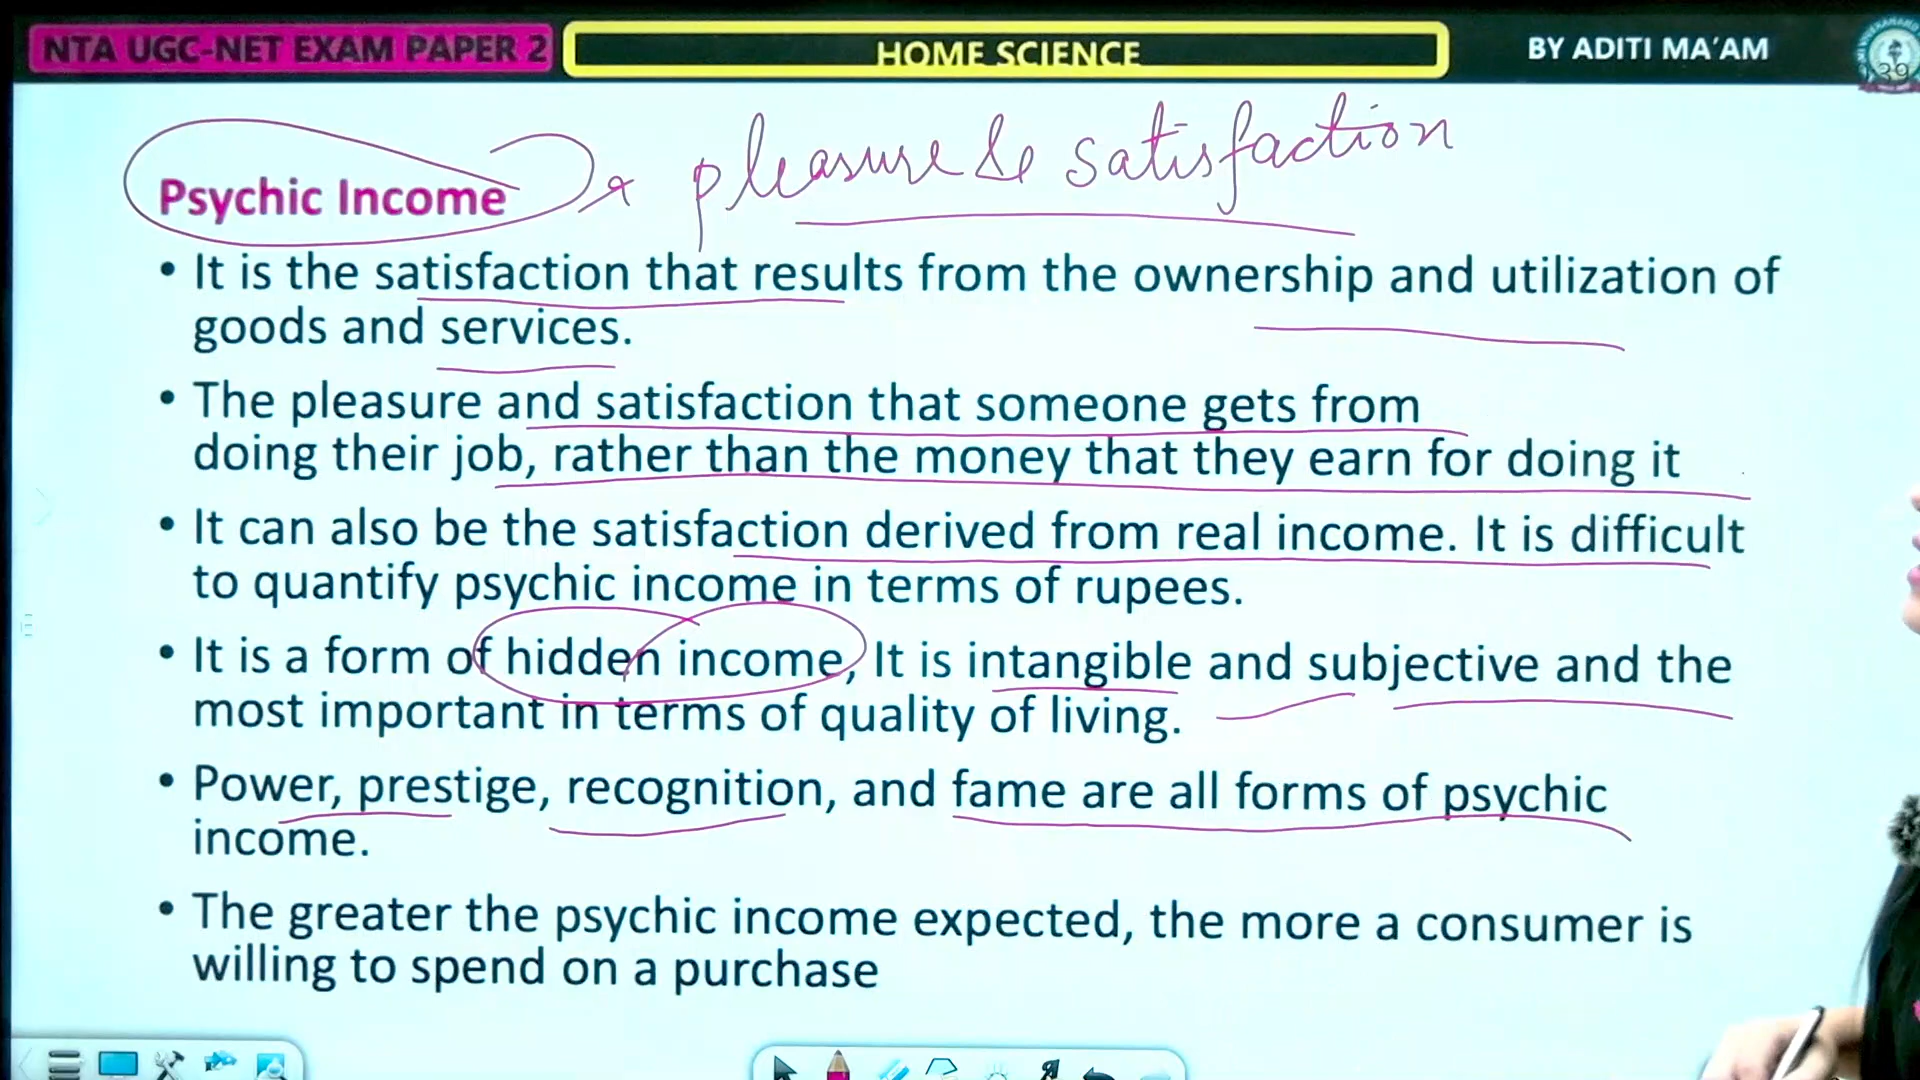 NTA UGC-NET EXAM PAPER 2
HOME SCIENCE
BY ADITI MA'AM
39
pleasure & satisfaction
Psychic Income
• It is the satisfaction that results from the ownership and utilization of
goods and services.
• The pleasure and satisfaction that someone gets from
doing their job, rather than the money that they earn for doing it
• It can also be the satisfaction derived from real income. It is difficult
to quantify psychic income in terms of rupees.
• It is a form of hidden income, It is intangible and subjective and the
most important in terms of quality of living.
• Power, prestige, recognition, and fame are all forms of psychic
income.
• The greater the psychic income expected, the more a consumer is
willing to spend on a purchase